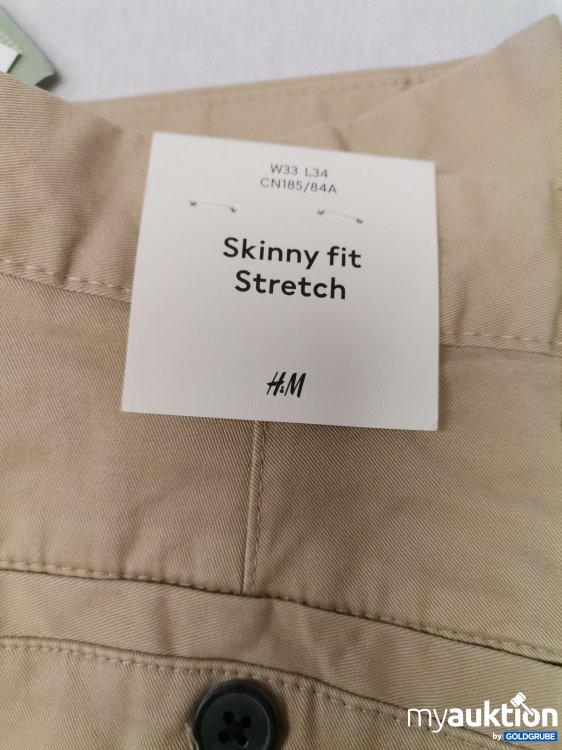 W33 L34
CN185/84A
Skinny fit
Stretch
H&M
myauktion
by GOLDGRUBE